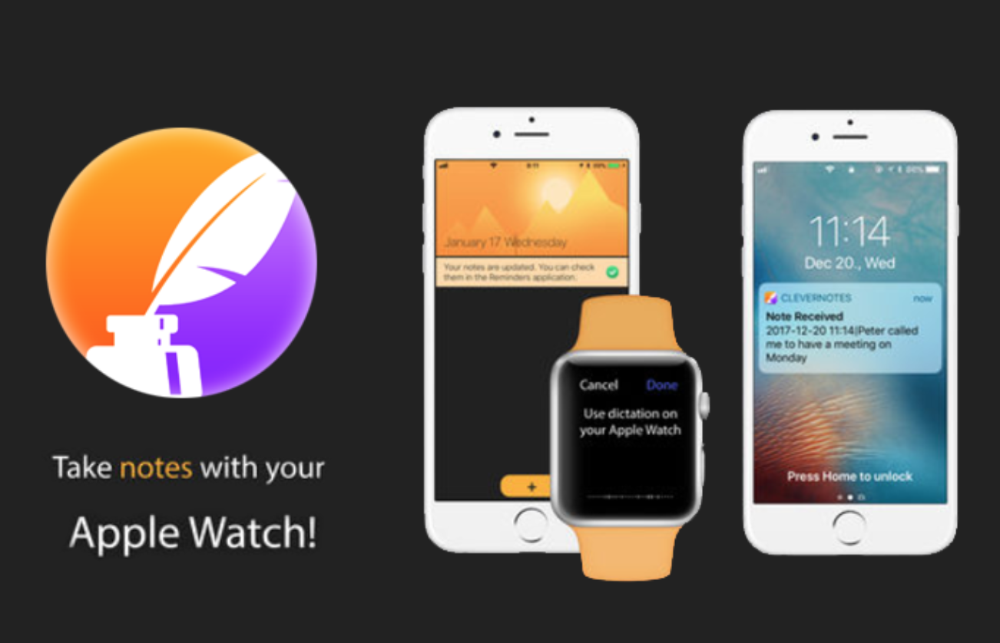 Take notes with your
Apple Watch!
9:11
January 17. Wednesday
Your notes are updated. You can check
them in the Reminders application.
+
Cancel Done
Use dictation on
your Apple Watch
11:14
Dec 20., Wed
CLEVERNOTES now
Note Received
2017-12-20 11:14|Peter called
me to have a meeting on
Monday
Press Home to unlock